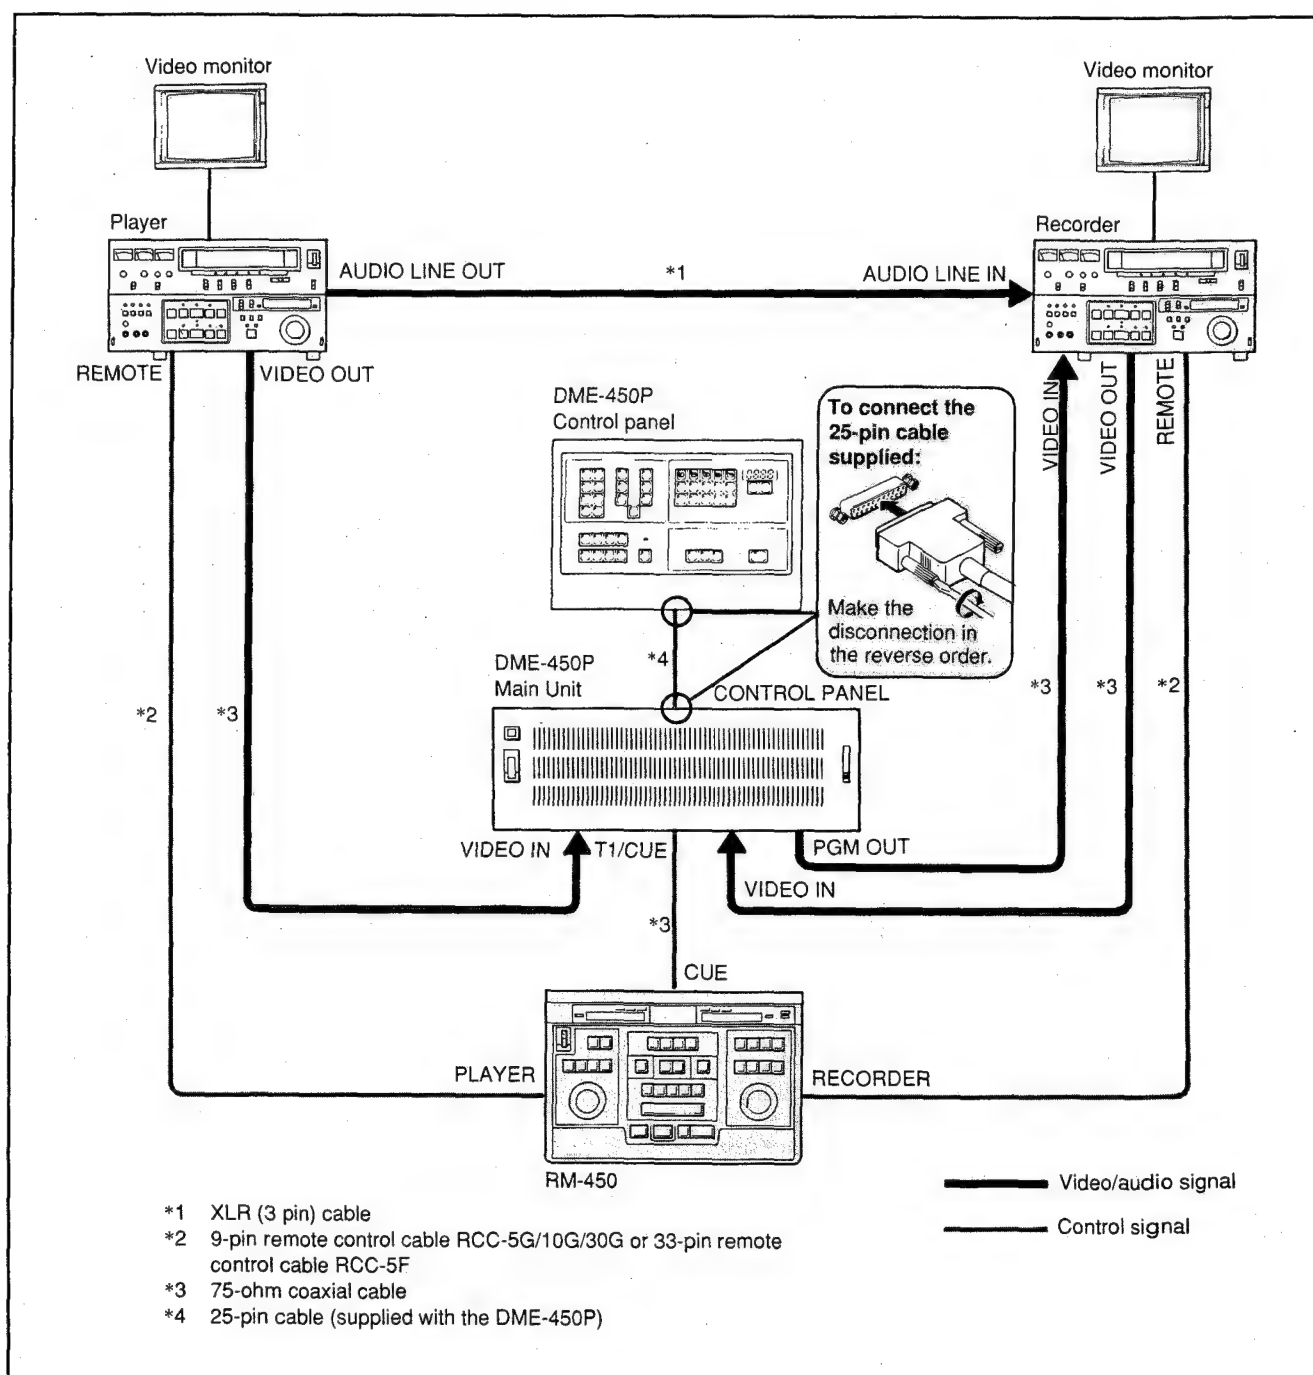 Video monitor
Video monitor
Player
Recorder
AUDIO LINE OUT
*1
AUDIO LINE IN
REMOTE
VIDEO OUT
VIDEO IN
VIDEO OUT
REMOTE
DME-450P
Control panel
To connect the
25-pin cable
supplied:
Make the
disconnection in
the reverse order.
*4
DME-450P
Main Unit
CONTROL PANEL
*2
*3
*3
*3
*2
VIDEO IN
T1/CUE
PGM OUT
VIDEO IN
*3
CUE
PLAYER
RECORDER
RM-450
Video/audio signal
Control signal
*1 XLR (3 pin) cable
*2 9-pin remote control cable RCC-5G/10G/30G or 33-pin remote
control cable RCC-5F
*3 75-ohm coaxial cable
*4 25-pin cable (supplied with the DME-450P)